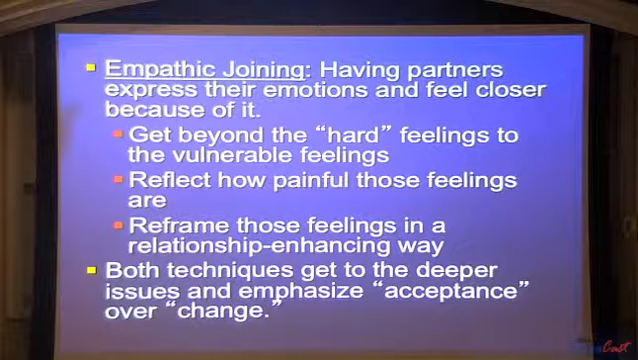 Empathic Joining: Having partners
express their emotions and feel closer
because of it.
Get beyond the “hard” feelings to
the vulnerable feelings
Reflect how painful those feelings
are
Reframe those feelings in a
relationship-enhancing way
Both techniques get to the deeper
issues and emphasize “acceptance”
over “change.”
Cast